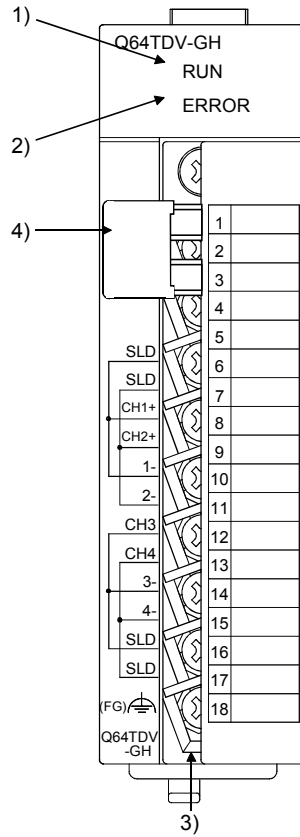 1)
Q64TDV-GH
RUN
ERROR
2)
4)
1
2
3
4
5
6
7
8
9
10
11
12
13
14
15
16
17
18
SLD
SLD
CH1+
CH2+
1-
2-
CH3
CH4
3-
4-
SLD
SLD
(FG)
Q64TDV
-GH
3)